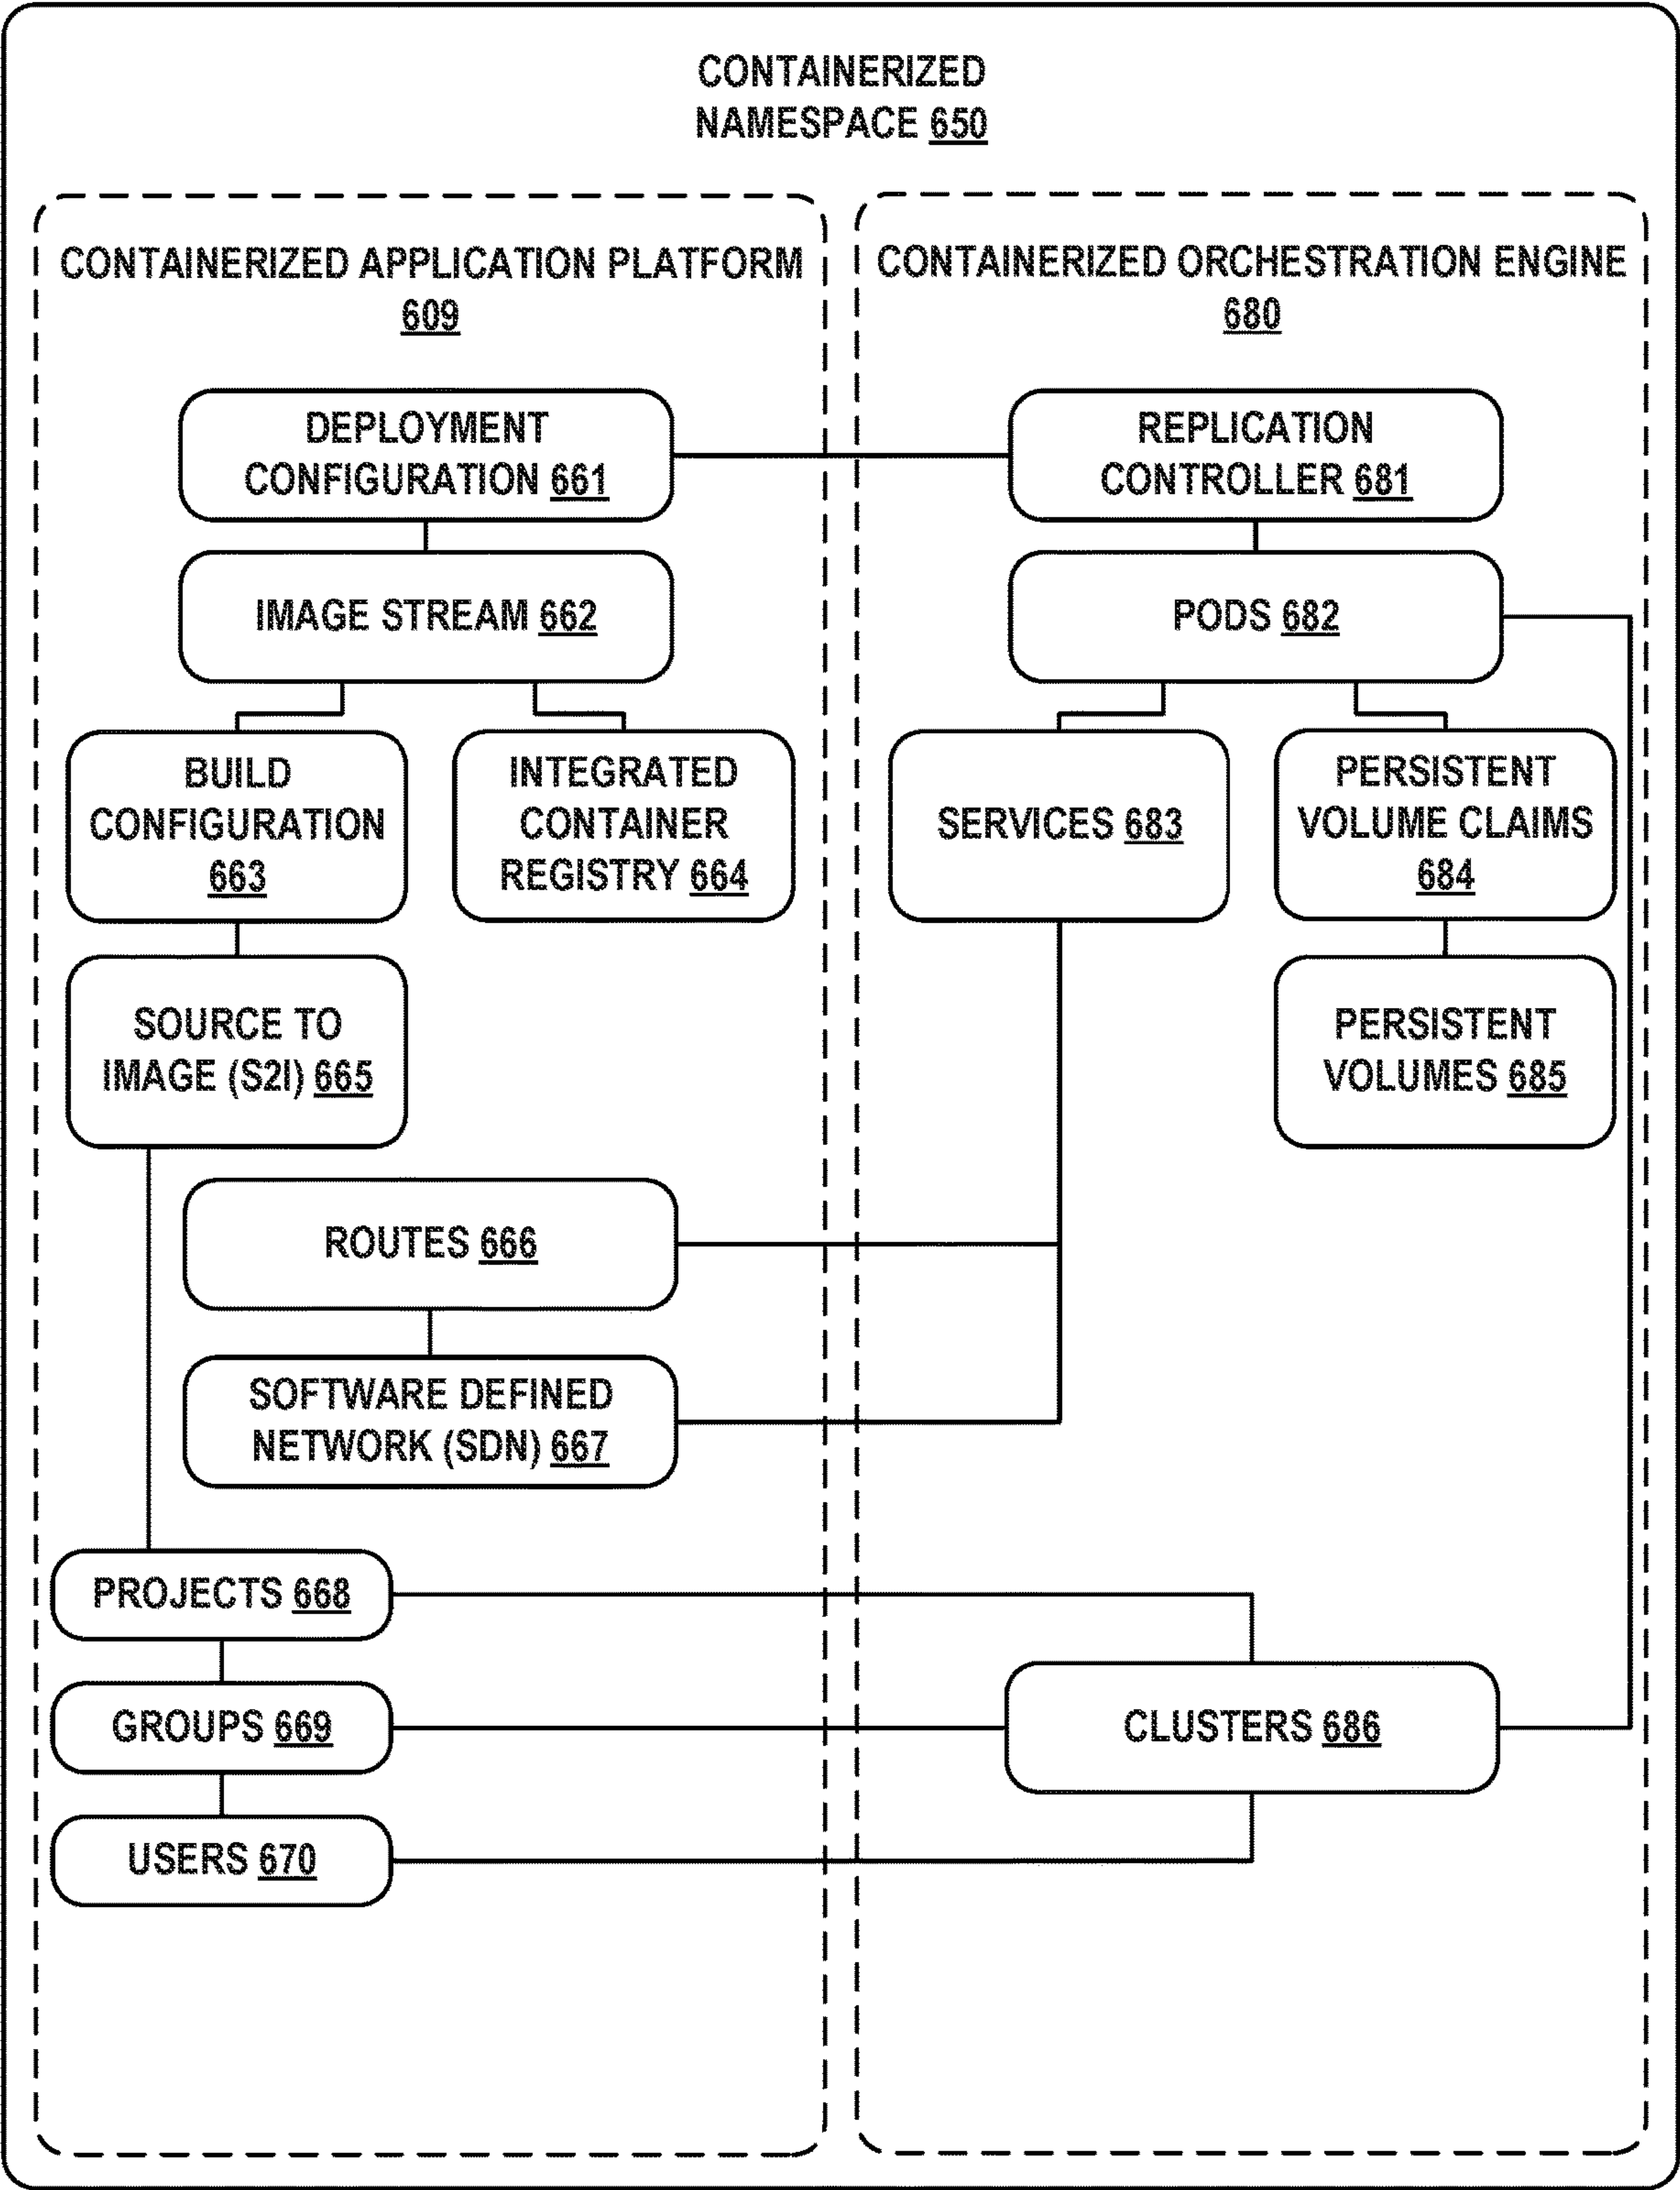 CONTAINERIZED
NAMESPACE 650
CONTAINERIZED APPLICATION PLATFORM
609
DEPLOYMENT
CONFIGURATION 661
IMAGE STREAM 662
BUILD
CONFIGURATION
663
INTEGRATED
CONTAINER
REGISTRY 664
SOURCE TO
IMAGE (S2I) 665
ROUTES 666
SOFTWARE DEFINED
NETWORK (SDN) 667
PROJECTS 668
GROUPS 669
USERS 670
CONTAINERIZED ORCHESTRATION ENGINE
680
REPLICATION
CONTROLLER 681
PODS 682
SERVICES 683
PERSISTENT
VOLUME CLAIMS
684
PERSISTENT
VOLUMES 685
CLUSTERS 686